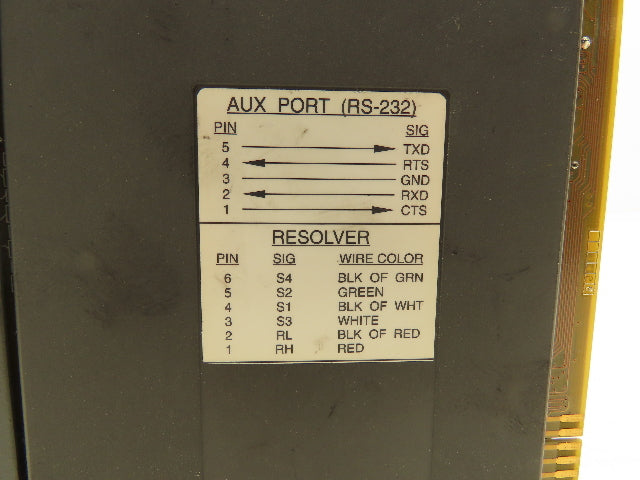 AUX PORT (RS-232)
PIN SIG
5 TXD
4 RTS
3 GND
2 RXD
1 CTS
RESOLVER
PIN SIG WIRE COLOR
6 S4 BLK OF GRN
5 S2 GREEN
4 S1 BLK OF WHT
3 S3 WHITE
2 RL BLK OF RED
1 RH RED